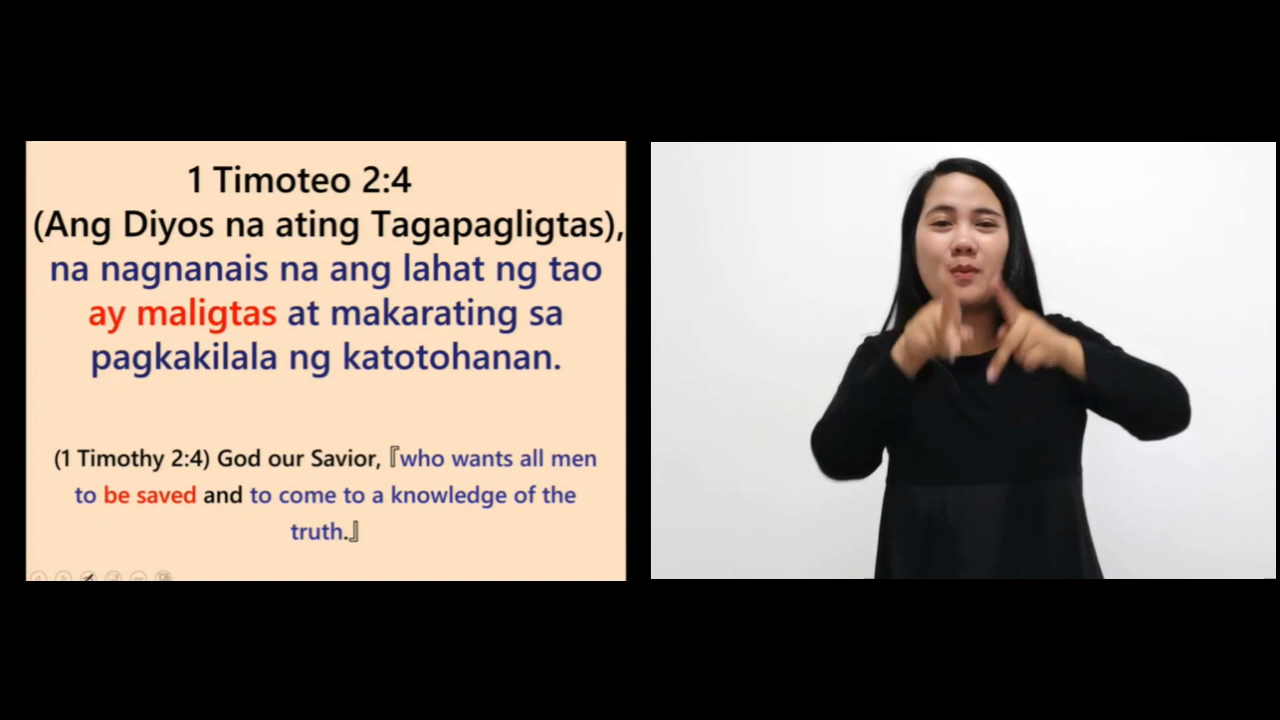 1 Timoteo 2:4
(Ang Diyos na ating Tagapagligtas),
na nagnanais na ang lahat ng tao
ay maligtas at makarating sa
pagkakilala ng katotohanan.
(1 Timothy 2:4) God our Savior,『who wants all men
to be saved and to come to a knowledge of the
truth.』